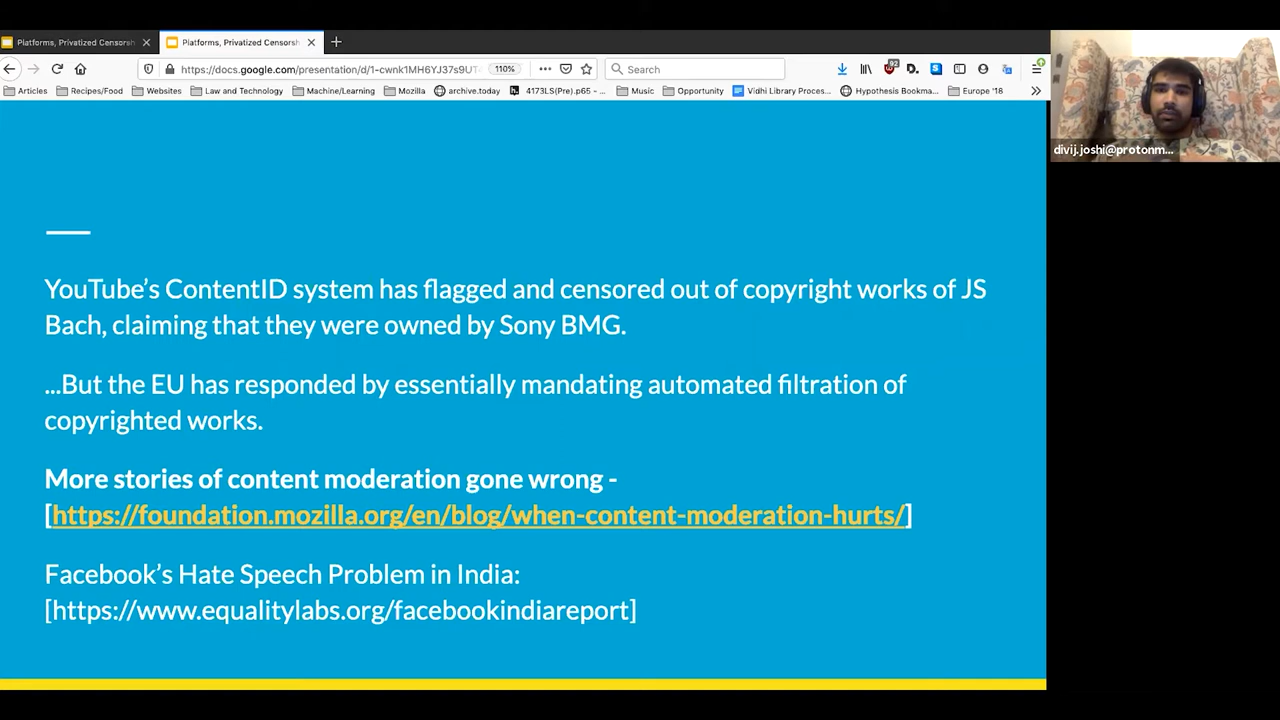 Platforms, Privatized Censorsh
Platforms, Privatized Censorsh
https://docs.google.com/presentation/d/1-cwnk1MH6YJ37s9UT
110%
Search
92
Articles
Recipes/Food
Websites
Law and Technology
Machine/Learning
Mozilla
archive.today
4173LS(Pre).p65 - ...
Music
Opportunity
Vidhi Library Proces...
Hypothesis Bookma...
Europe '18
divij.joshi@protonm...
YouTube's ContentID system has flagged and censored out of copyright works of JS
Bach, claiming that they were owned by Sony BMG.
...But the EU has responded by essentially mandating automated filtration of
copyrighted works.
More stories of content moderation gone wrong -
[https://foundation.mozilla.org/en/blog/when-content-moderation-hurts/]
Facebook's Hate Speech Problem in India:
[https://www.equalitylabs.org/facebookindiareport]